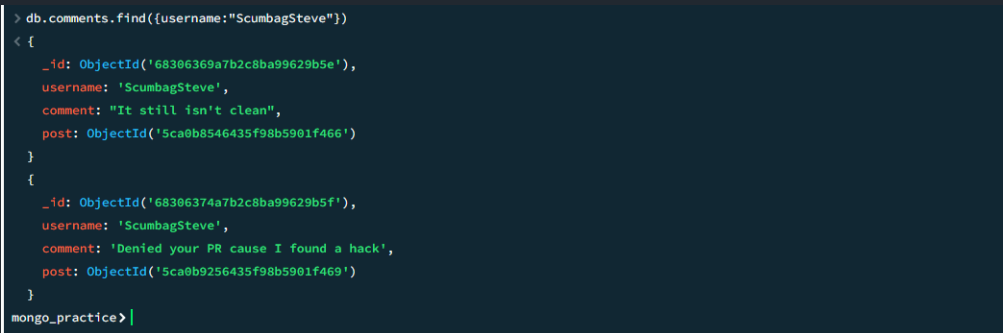 > db.comments.find({username:"ScumbagSteve"})
< {
_id: ObjectId('68306369a7b2c8ba99629b5e'),
username: 'ScumbagSteve',
comment: "It still isn't clean",
post: ObjectId('5ca0b8546435f98b5901f466')
}
{
_id: ObjectId('68306374a7b2c8ba99629b5f'),
username: 'ScumbagSteve',
comment: 'Denied your PR cause I found a hack',
post: ObjectId('5ca0b9256435f98b5901f469')
}
mongo_practice>